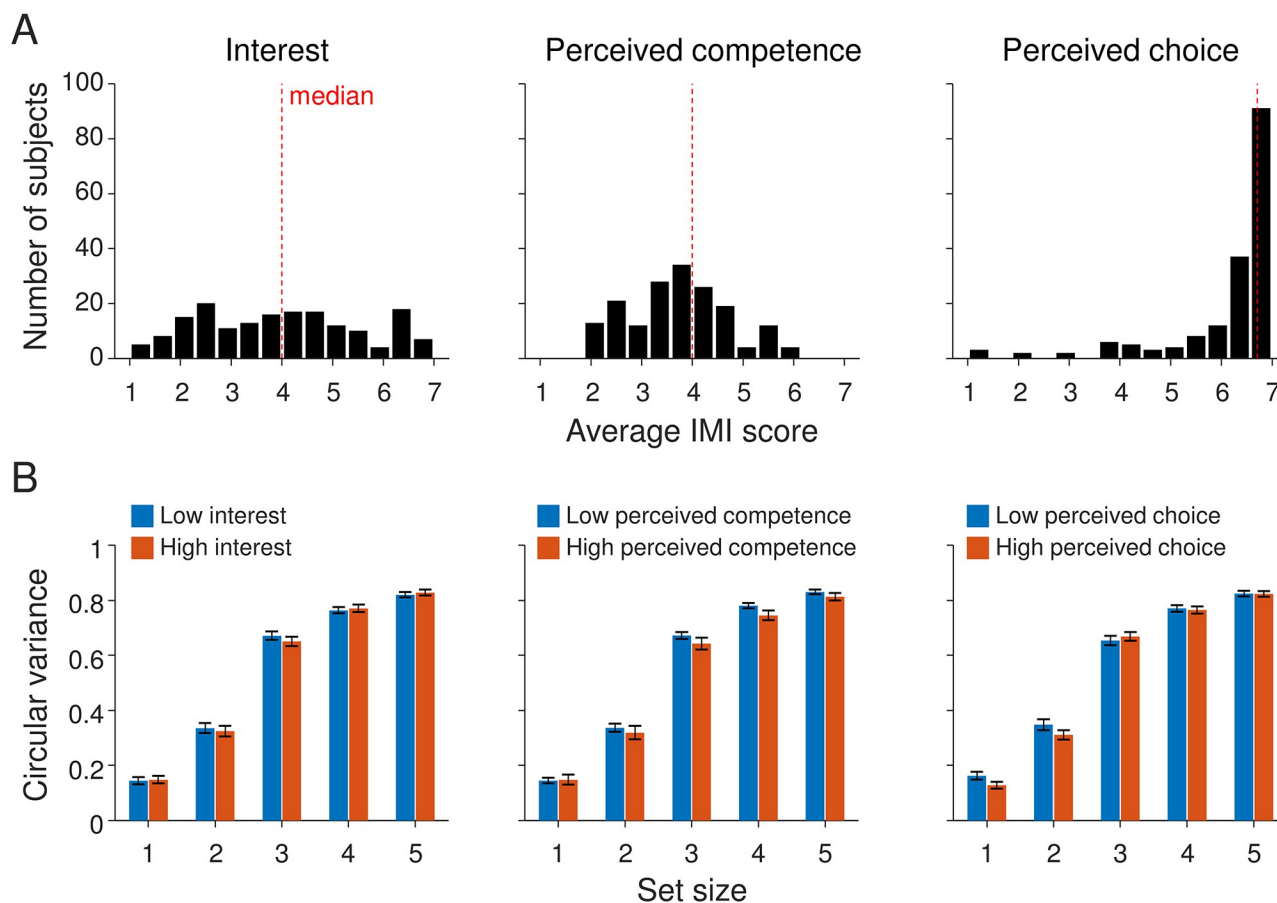 A
Interest
Perceived competence
Perceived choice
median
Number of subjects
100
80
60
40
20
0
1 2 3 4 5 6 7
1 2 3 4 5 6 7
1 2 3 4 5 6 7
Average IMI score
B
Low interest
High interest
Low perceived competence
High perceived competence
Low perceived choice
High perceived choice
Circular variance
1
0.8
0.6
0.4
0.2
0
1 2 3 4 5
1 2 3 4 5
1 2 3 4 5
Set size